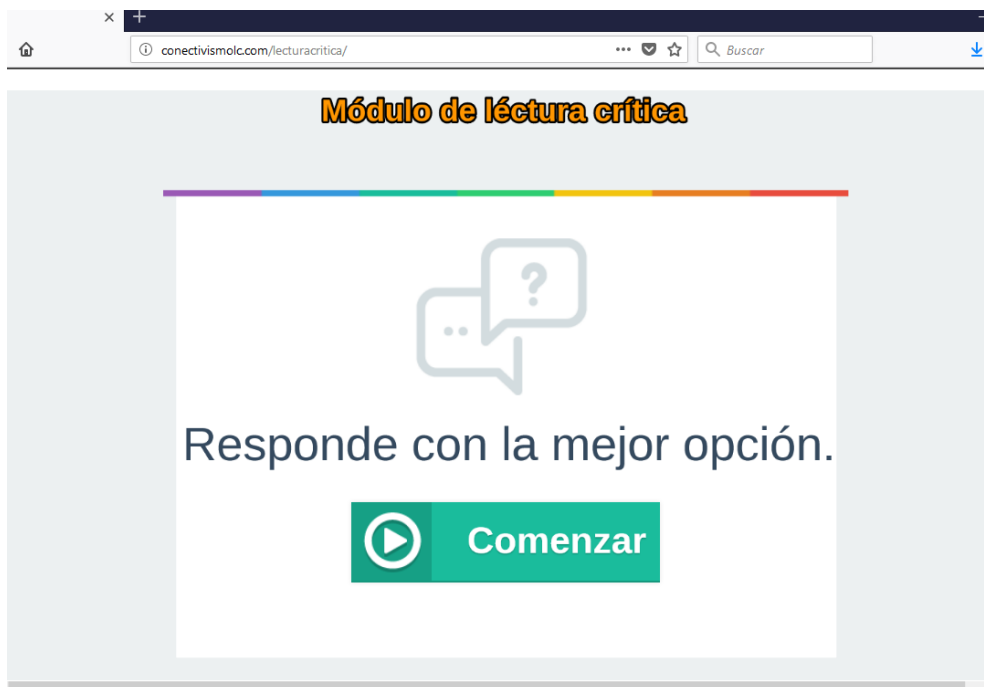 conectivismolc.com/lecturacritica/
Buscar
Módulo de léctura crítica
?
Responde con la mejor opción.
Comenzar